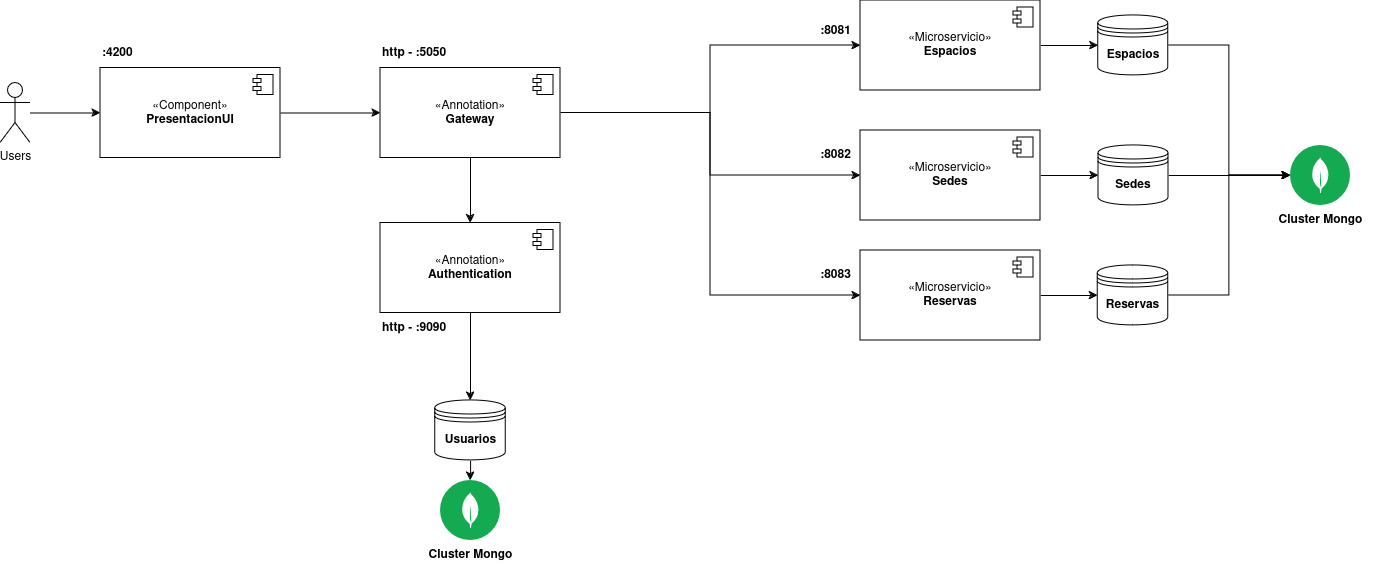 :4200
http - :5050
:8081
«Component»
PresentacionUI
«Annotation»
Gateway
«Microservicio»
Espacios
Espacios
Users
:8082
«Microservicio»
Sedes
Sedes
Cluster Mongo
«Annotation»
Authentication
http - :9090
:8083
«Microservicio»
Reservas
Reservas
Usuarios
Cluster Mongo